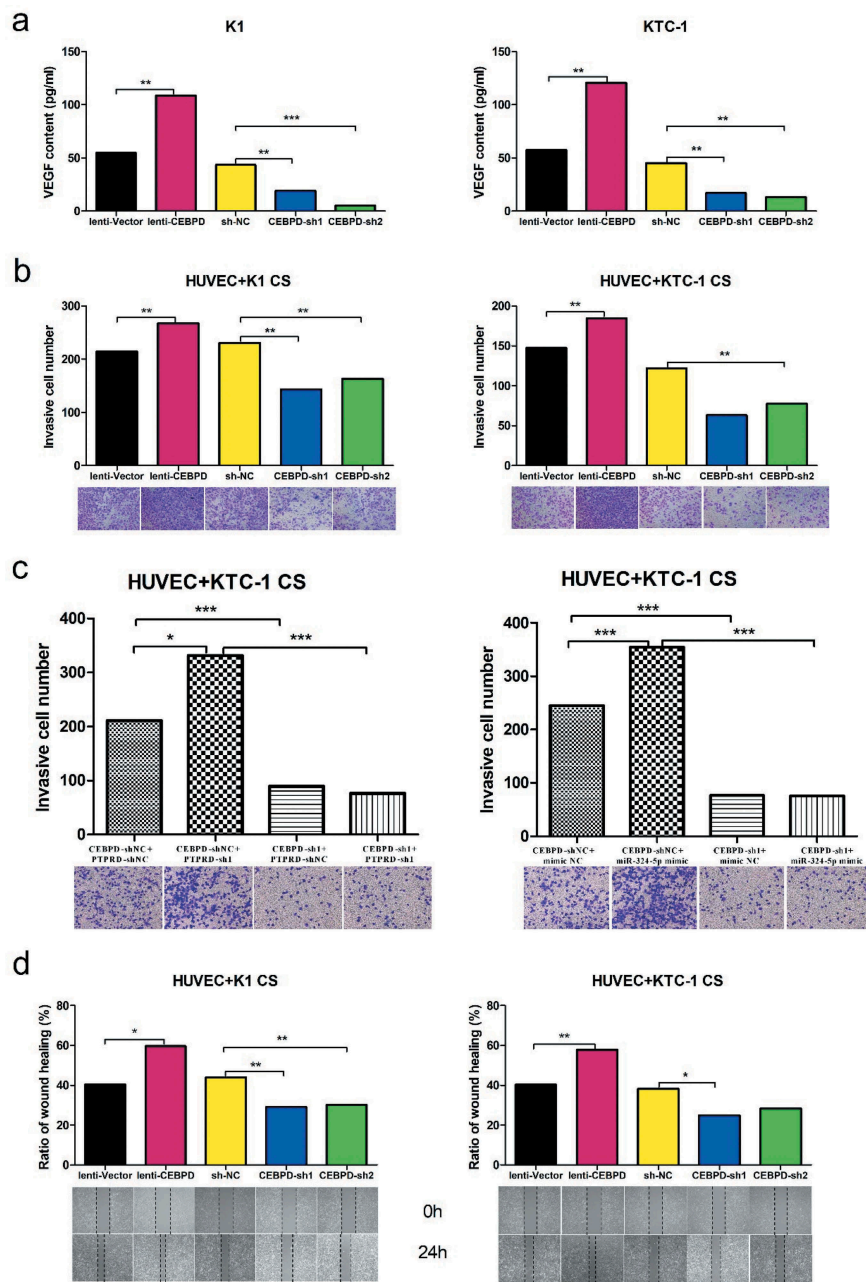 a
K1
VEGF content (pg/ml)
150
100
50
0
**
***
**
lenti-Vector lenti-CEBPD sh-NC CEBPD-sh1 CEBPD-sh2
KTC-1
VEGF content (pg/ml)
150
100
50
0
**
**
**
lenti-Vector lenti-CEBPD sh-NC CEBPD-sh1 CEBPD-sh2
b
HUVEC+K1 CS
Invasive cell number
300
200
100
0
**
**
**
lenti-Vector lenti-CEBPD sh-NC CEBPD-sh1 CEBPD-sh2
HUVEC+KTC-1 CS
Invasive cell number
200
150
100
50
0
**
**
lenti-Vector lenti-CEBPD sh-NC CEBPD-sh1 CEBPD-sh2
c
HUVEC+KTC-1 CS
Invasive cell number
400
300
200
100
0
***
*
***
CEBPD-shNC+ CEBPD-shNC+ CEBPD-sh1+ CEBPD-sh1+
PTPRD-shNC PTPRD-sh1 PTPRD-shNC PTPRD-sh1
HUVEC+KTC-1 CS
Invasive cell number
400
300
200
100
0
***
***
***
CEBPD-shNC+ CEBPD-shNC+ CEBPD-sh1+ CEBPD-sh1+
mimic NC miR-324-5p mimic mimic NC miR-324-5p mimic
d
HUVEC+K1 CS
Ratio of wound healing (%)
80
60
40
20
0
*
**
**
lenti-Vector lenti-CEBPD sh-NC CEBPD-sh1 CEBPD-sh2
HUVEC+KTC-1 CS
Ratio of wound healing (%)
80
60
40
20
0
**
*
lenti-Vector lenti-CEBPD sh-NC CEBPD-sh1 CEBPD-sh2
0h
24h